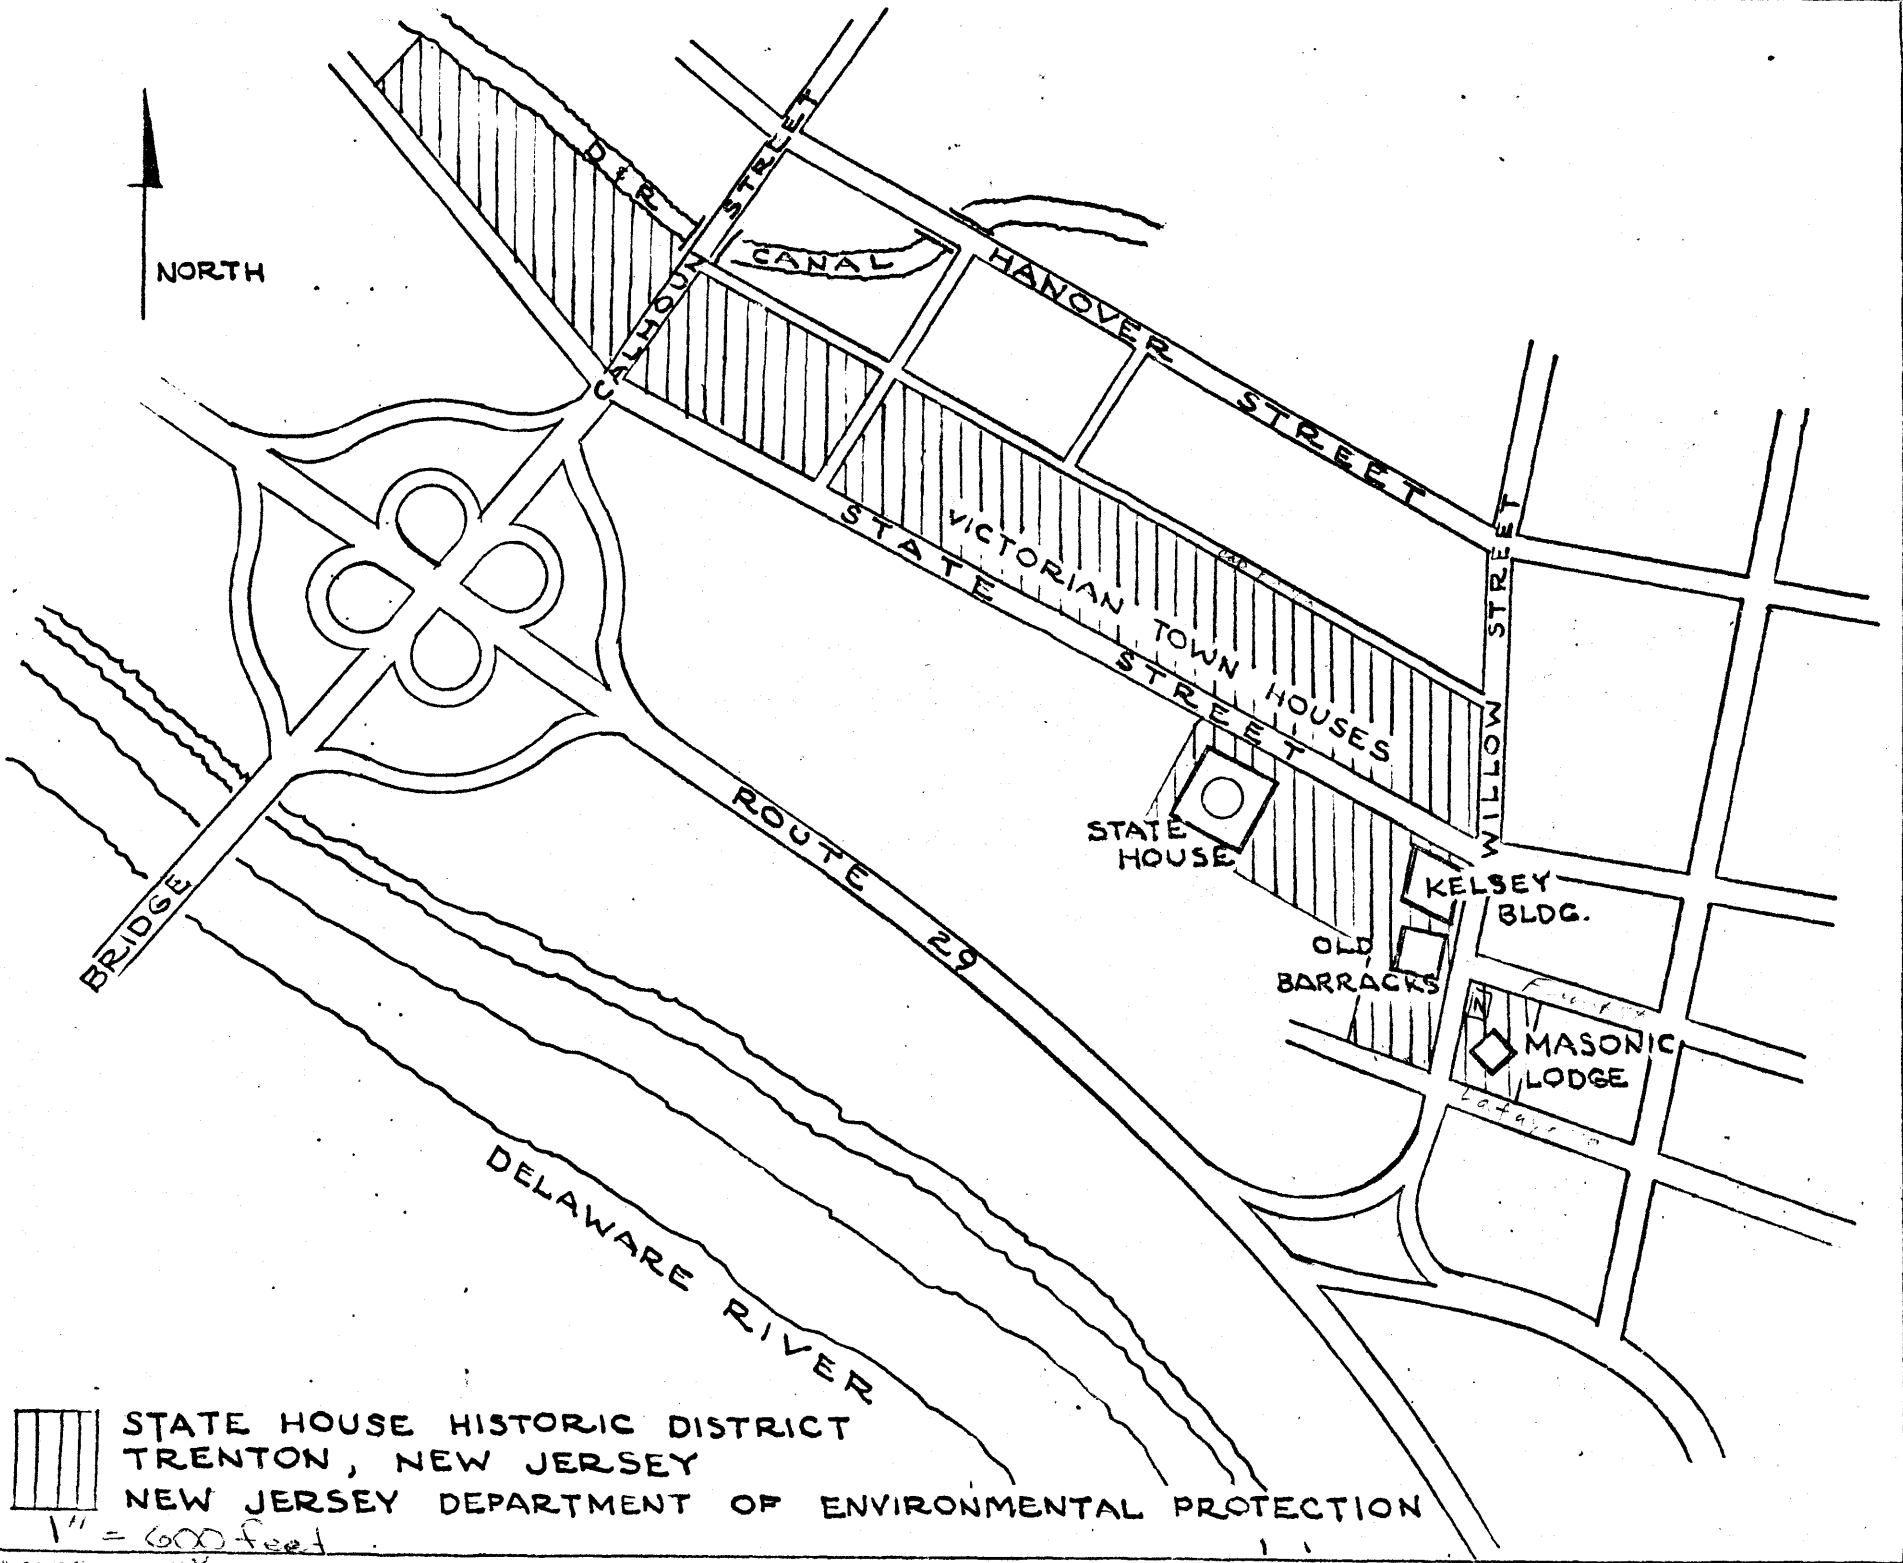 D & R
CANAL
CALHOUN STREET
HANOVER STREET
NORTH
STATE STREET
VICTORIAN TOWN HOUSES
WILLOW STREET
STATE
HOUSE
KELSEY
BLDG.
OLD
BARRACKS
MASONIC
LODGE
ROUTE 29
BRIDGE
DELAWARE RIVER
STATE HOUSE HISTORIC DISTRICT
TRENTON, NEW JERSEY
NEW JERSEY DEPARTMENT OF ENVIRONMENTAL PROTECTION
1" = 600 feet